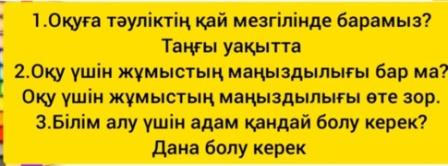 1.Оқуға тәуліктің қай мезгілінде барамыз?
Таңғы уақытта
2.Оқу үшін жұмыстың маңыздылығы бар ма?
Оқу үшін жұмыстың маңыздылығы өте зор.
3.Білім алу үшін адам қандай болу керек?
Дана болу керек